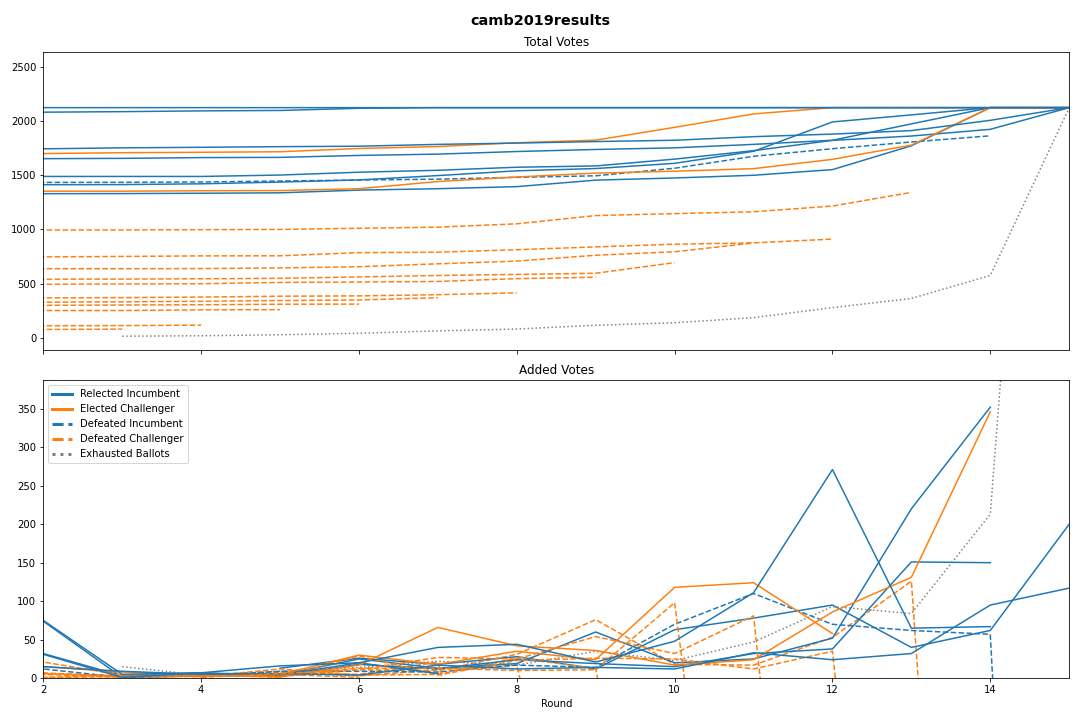 camb2019results
Total Votes
2500
2000
1500
1000
500
0
Added Votes
350
300
250
200
150
100
50
0
Relected Incumbent
Elected Challenger
Defeated Incumbent
Defeated Challenger
Exhausted Ballots
2 4 6 8 10 12 14
Round